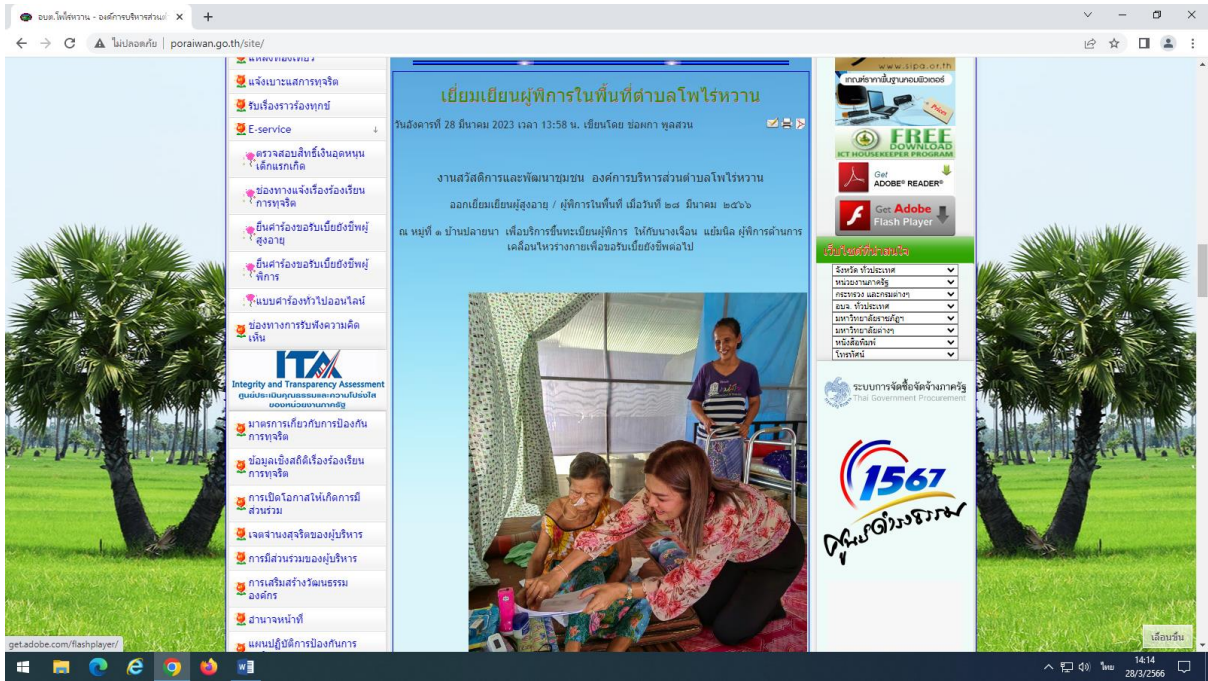 อบต.โพไร่หวาน - องค์การบริหารส่วนต
ไม่ปลอดภัย
poraiwan.go.th/site/
แจ้งเบาะแสการทุจริต
รับเรื่องราวร้องทุกข์
E-service
ตรวจสอบสิทธิ์เงินอุดหนุน
เด็กแรกเกิด
ช่องทางแจ้งเรื่องร้องเรียน
การทุจริต
ยื่นคำร้องขอรับเบี้ยยังชีพผู้
สูงอายุ
ยื่นคำร้องขอรับเบี้ยยังชีพผู้
พิการ
แบบคำร้องทั่วไปออนไลน์
ช่องทางการรับฟังความคิด
เห็น
ITA
Integrity and Transparency Assessment
ศูนย์ประเมินคุณธรรมและความโปร่งใส
ของหน่วยงานภาครัฐ
มาตรการเกี่ยวกับการป้องกัน
การทุจริต
ข้อมูลเชิงสถิติเรื่องร้องเรียน
การทุจริต
การเปิดโอกาสให้เกิดการมี
ส่วนร่วม
เจตจำนงสุจริตของผู้บริหาร
การมีส่วนร่วมของผู้บริหาร
การเสริมสร้างวัฒนธรรม
องค์กร
อำนาจหน้าที่
แผนปฏิบัติการป้องกันการ
เยี่ยมเยียนผู้พิการในพื้นที่ตำบลโพไร่หวาน
วันอังคารที่ 28 มีนาคม 2023 เวลา 13:58 น. เขียนโดย ช่อผกา พูลสวน
งานสวัสดิการและพัฒนาชุมชน องค์การบริหารส่วนตำบลโพไร่หวาน
ออกเยี่ยมเยียนผู้สูงอายุ / ผู้พิการในพื้นที่ เมื่อวันที่ ๒๘ มีนาคม ๒๕๖๖
ณ หมู่ที่ ๑ บ้านปลายนา เพื่อบริการขึ้นทะเบียนผู้พิการ ให้กับนางเจือน แย้มนิล ผู้พิการด้านการ
เคลื่อนไหวร่างกายเพื่อขอรับเบี้ยยังชีพต่อไป
www.sipa.or.th
เกณฑ์ราคาพื้นฐานคอมพิวเตอร์
Prices
FREE
DOWNLOAD
ICT HOUSEKEEPER PROGRAM
Get
ADOBE® READER®
Get Adobe
Flash Player
เว็บไซต์ที่น่าสนใจ
จังหวัด ทั่วประเทศ
หน่วยงานภาครัฐ
กระทรวง และกรมต่างๆ
อบจ. ทั่วประเทศ
มหาวิทยาลัยราชภัฏฯ
มหาวิทยาลัยต่างๆ
หนังสือพิมพ์
โทรทัศน์
ระบบการจัดซื้อจัดจ้างภาครัฐ
Thai Government Procurement
1567
ศูนย์ดำรงธรรม
get.adobe.com/flashplayer/
เลื่อนขึ้น
ไทย
14:14
28/3/2566